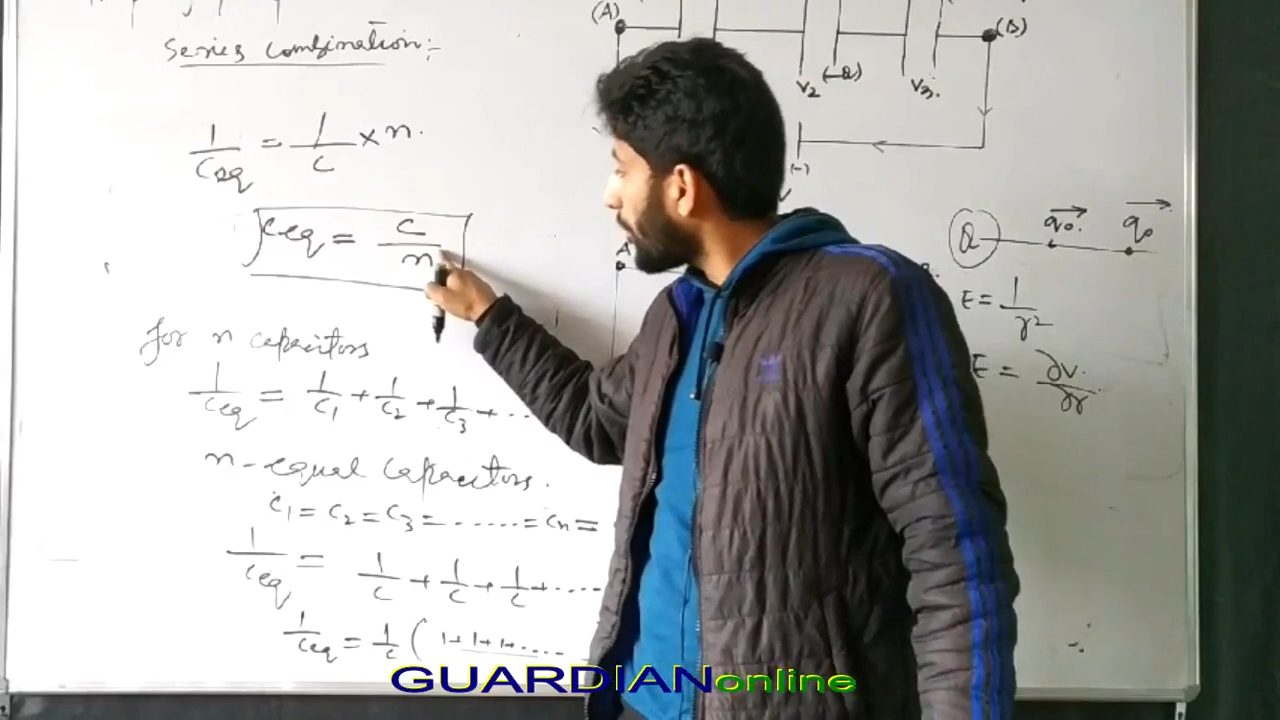 Series combination:-
1/Ceq = 1/C × n.
Ceq = C/n
for n capacitors
1/Ceq = 1/C1 + 1/C2 + 1/C3 + ...
n-equal capacitors.
C1 = C2 = C3 = ...... = Cn =
1/Ceq = 1/C + 1/C + 1/C + .....
1/Ceq = 1/C ( 1+1+1+.....
(A)
(B)
V2
(-Q)
V3.
(-)
V
A
Q
q0.
q0
E = 1/r2
E = ∂V/∂r.
GUARDIANonline